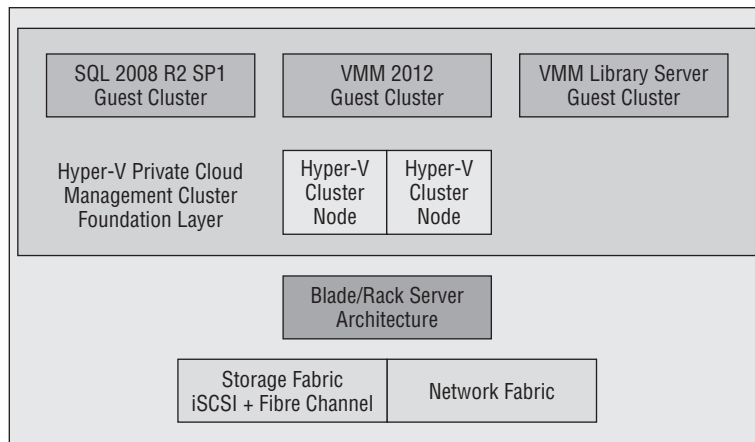 SQL 2008 R2 SP1
Guest Cluster
VMM 2012
Guest Cluster
VMM Library Server
Guest Cluster
Hyper-V Private Cloud
Management Cluster
Foundation Layer
Hyper-V
Cluster
Node
Hyper-V
Cluster
Node
Blade/Rack Server
Architecture
Storage Fabric
iSCSI + Fibre Channel
Network Fabric